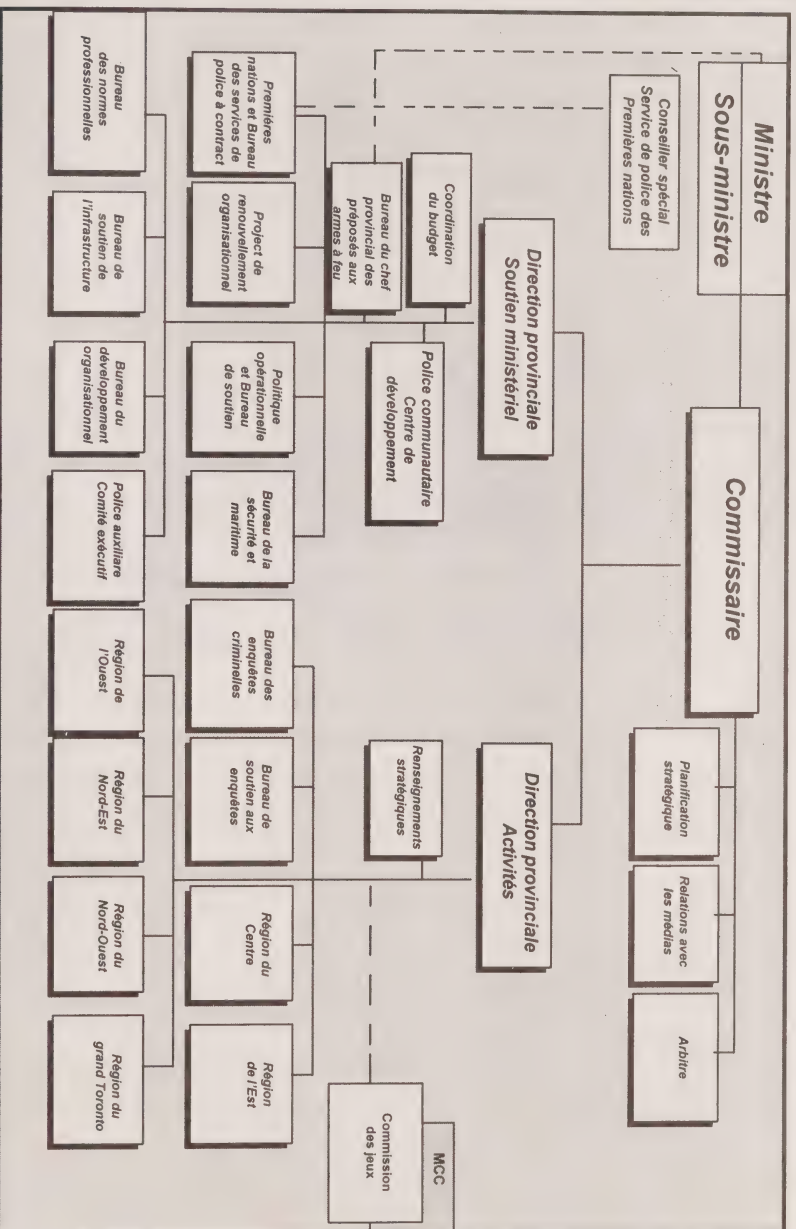 Ministre
Sous-ministre
Commissaire
Conseiller spécial
Service de police des
Premières nations
Planification
stratégique
Relations avec
les médias
Arbitre
Direction provinciale
Soutien ministériel
Direction provinciale
Activités
Coordination
du budget
Police communautaire
Centre de
développement
Bureau du chef
provincial des
préposés aux
armes à feu
Renseignements
stratégiques
MCC
Commission
des jeux
Premières
nations et Bureau
des services de
police à contract
Project de
renouvellement
organisationnel
Politique
opérationnelle
et Bureau
de soutien
Bureau de la
sécurité et
maritime
Bureau des
enquêtes
criminelles
Bureau de
soutien aux
enquêtes
Région du
Centre
Région
de l'Est
Bureau
des normes
professionnelles
Bureau de
soutien de
l'infrastructure
Bureau du
développement
organisationnel
Police auxiliare
Comité exécutif
Région de
l'Ouest
Région du
Nord-Est
Région du
Nord-Ouest
Région du
grand Toronto